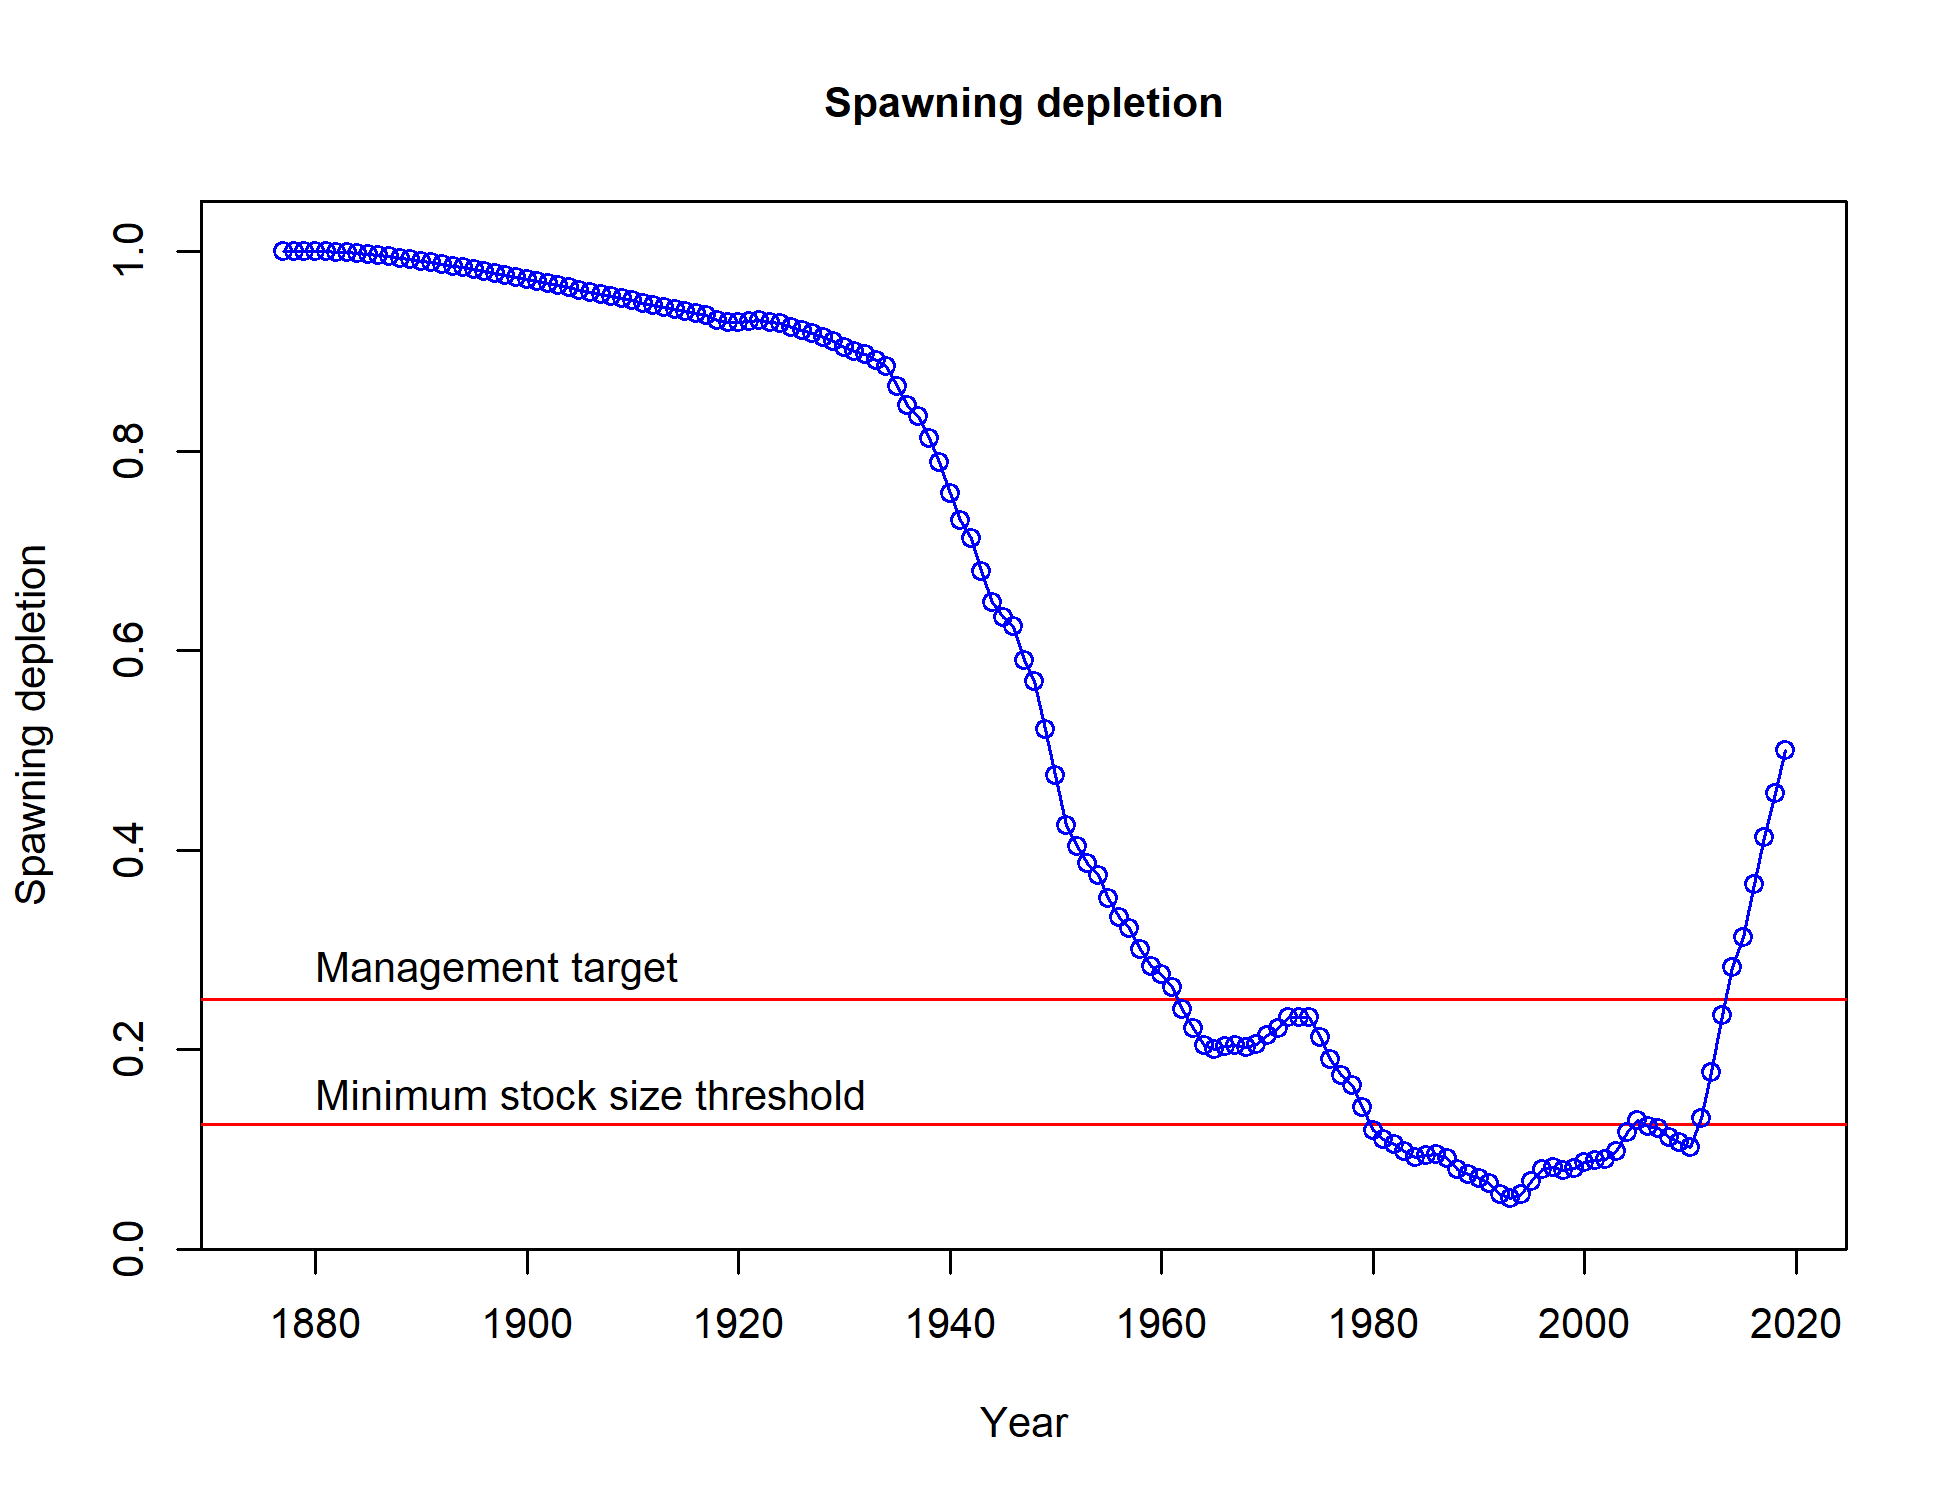 Spawning depletion
Spawning depletion
1.0
0.8
0.6
0.4
0.2
0.0
Management target
Minimum stock size threshold
1880 1900 1920 1940 1960 1980 2000 2020
Year